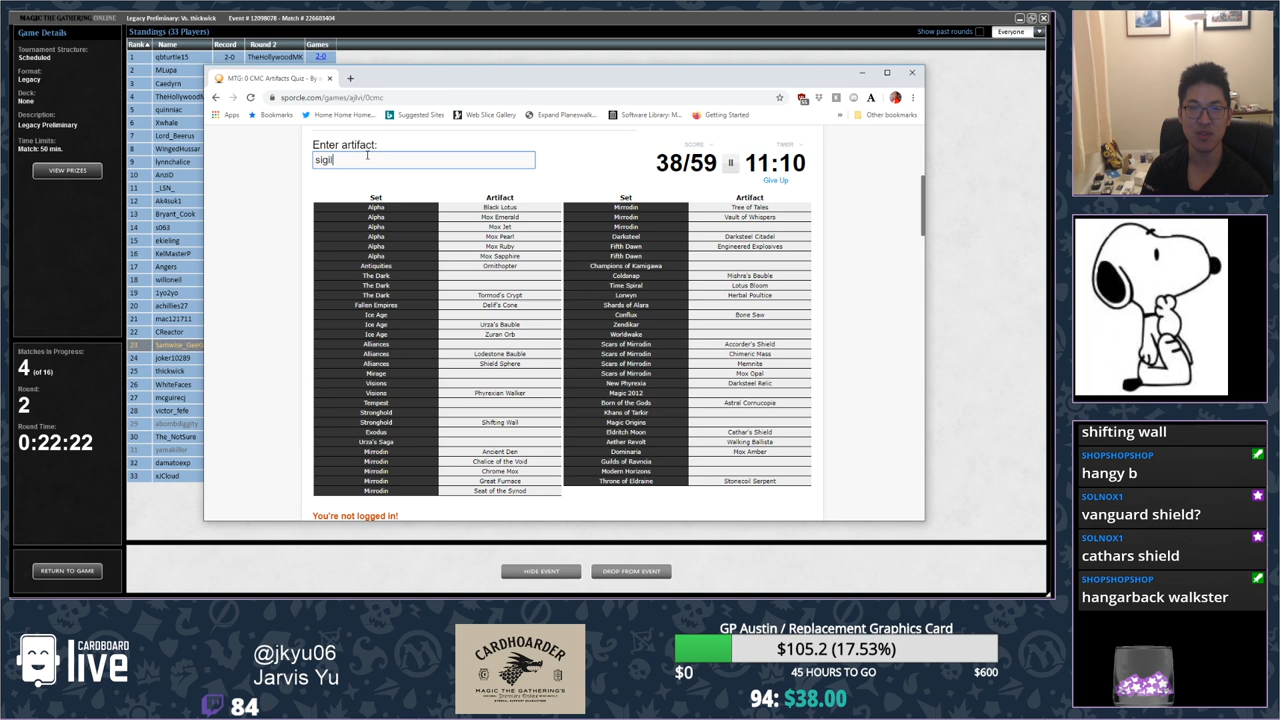 MAGIC THE GATHERING ONLINE
Legacy Preliminary: Vs. thickwick
Event # 12098078 - Match # 226603404
Game Details
Tournament Structure:
Scheduled
Format:
Legacy
Deck:
None
Description:
Legacy Preliminary
Time Limits:
Match: 50 min.
VIEW PRIZES
Matches In Progress:
4 (of 16)
Round:
2
Round Time:
0:22:22
RETURN TO GAME
Standings (33 Players)
Show past rounds
Everyone
Rank Name Record Round 2 Games
1 qbturtle15 2-0 TheHollywoodMK 2-0
2 MLupa
3 Caedyrn
4 TheHollywoodM
5 quinniac
6 Xwhale
7 Lord_Beerus
8 WingedHussar
9 lynnchalice
10 AnziD
11 _LSN_
12 Ak4suk1
13 Bryant_Cook
14 s063
15 ekieling
16 KelMasterP
17 Angers
18 willoneil
19 1yo2yo
20 achillies27
21 mac121711
22 CReactor
23
24 joker10289
25 thickwick
26 WhiteFaces
27 mcguirecj
28 victor_fefe
29 abombdiggity
30 The_NotSure
31 yamakiller
32 damatoexp
33 xJCloud
MTG: 0 CMC Artifacts Quiz - By
sporcle.com/games/ajlvi/0cmc
Apps
Bookmarks
Home Home Home...
Suggested Sites
Web Slice Gallery
Expand Planeswalk...
Software Library: M...
Getting Started
Other bookmarks
Enter artifact:
sigil
SCORE
38/59
TIMER
11:10
Give Up
Set Artifact
Alpha Black Lotus
Alpha Mox Emerald
Alpha Mox Jet
Alpha Mox Pearl
Alpha Mox Ruby
Alpha Mox Sapphire
Antiquities Ornithopter
The Dark
The Dark
The Dark Tormod's Crypt
Fallen Empires Delif's Cone
Ice Age
Ice Age Urza's Bauble
Ice Age Zuran Orb
Alliances
Alliances Lodestone Bauble
Alliances Shield Sphere
Mirage
Visions
Visions Phyrexian Walker
Tempest
Stronghold
Stronghold Shifting Wall
Exodus
Urza's Saga
Mirrodin Ancient Den
Mirrodin Chalice of the Void
Mirrodin Chrome Mox
Mirrodin Great Furnace
Mirrodin Seat of the Synod
Set Artifact
Mirrodin Tree of Tales
Mirrodin Vault of Whispers
Mirrodin
Darksteel Darksteel Citadel
Fifth Dawn Engineered Explosives
Fifth Dawn
Champions of Kamigawa
Coldsnap Mishra's Bauble
Time Spiral Lotus Bloom
Lorwyn Herbal Poultice
Shards of Alara
Conflux Bone Saw
Zendikar
Worldwake
Scars of Mirrodin Accorder's Shield
Scars of Mirrodin Chimeric Mass
Scars of Mirrodin Memnite
Scars of Mirrodin Mox Opal
New Phyrexia Darksteel Relic
Magic 2012
Born of the Gods Astral Cornucopia
Khans of Tarkir
Magic Origins
Eldritch Moon Cathar's Shield
Aether Revolt Walking Ballista
Dominaria Mox Amber
Guilds of Ravncia
Modern Horizons
Throne of Eldraine Stonecoil Serpent
You're not logged in!
HIDE EVENT
DROP FROM EVENT
shifting wall
SHOPSHOPSHOP
hangy b
SOLNOX1
vanguard shield?
SOLNOX1
cathars shield
SHOPSHOPSHOP
hangarback walkster
CARDBOARD
live
@jkyu06
Jarvis Yu
84
CARDHOARDER
MAGIC THE GATHERING'S
GP Austin / Replacement Graphics Card
$105.2 (17.53%)
$0
45 HOURS TO GO
$600
94: $38.00